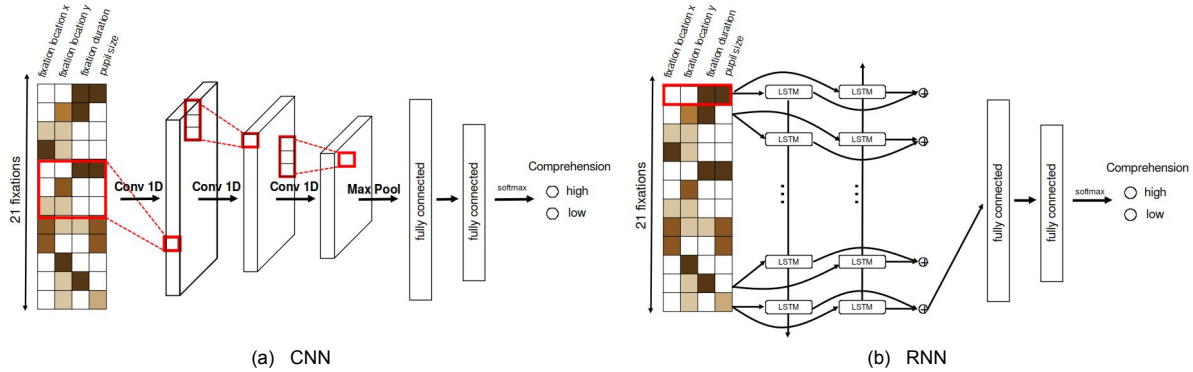 fixation location x
fixation location y
fixation duration
pupil size
21 fixations
Conv 1D
Conv 1D
Conv 1D
Max Pool
fully connected
fully connected
softmax
Comprehension
high
low
(a) CNN
fixation location x
fixation location y
fixation duration
pupil size
21 fixations
LSTM
LSTM
LSTM
LSTM
LSTM
LSTM
LSTM
LSTM
fully connected
fully connected
softmax
Comprehension
high
low
(b) RNN